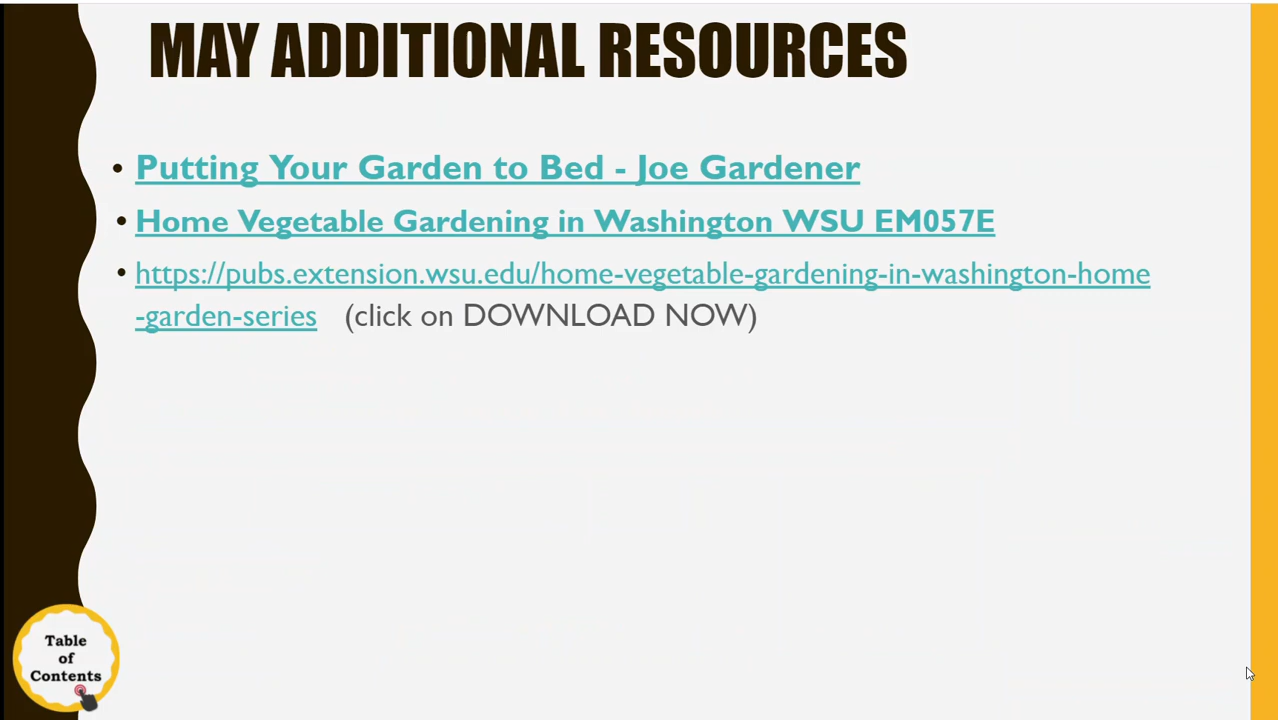 MAY ADDITIONAL RESOURCES
• Putting Your Garden to Bed - Joe Gardener
• Home Vegetable Gardening in Washington WSU EM057E
• https://pubs.extension.wsu.edu/home-vegetable-gardening-in-washington-home
-garden-series (click on DOWNLOAD NOW)
Table
of
Contents